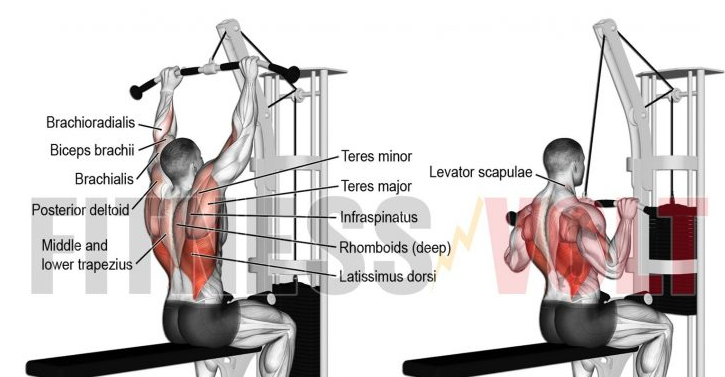 Brachioradialis
Biceps brachii
Brachialis
Posterior deltoid
Middle and
lower trapezius
Teres minor
Teres major
Infraspinatus
Rhomboids (deep)
Latissimus dorsi
Levator scapulae
FITNESS VOLT